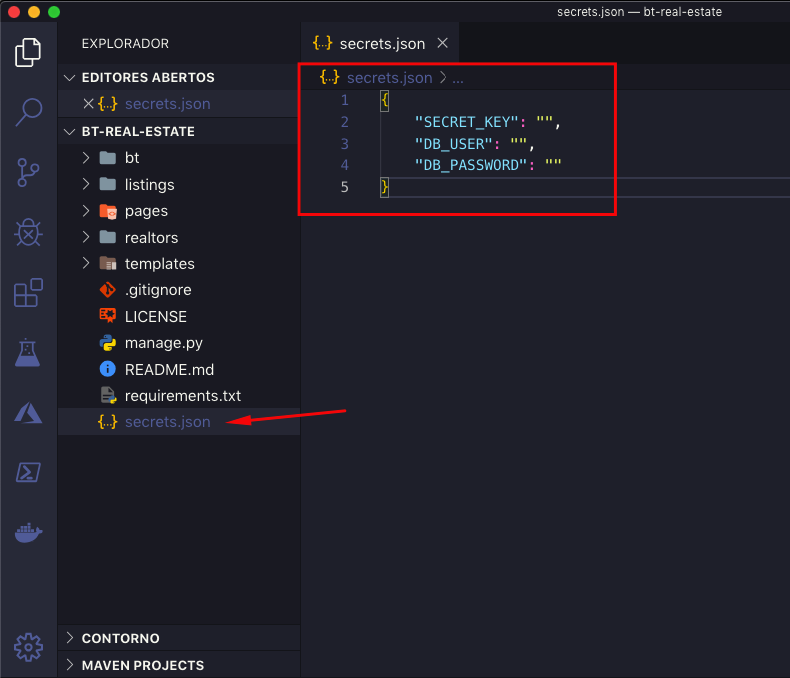 secrets.json — bt-real-estate
EXPLORADOR
EDITORES ABERTOS
{..} secrets.json
BT-REAL-ESTATE
bt
listings
pages
realtors
templates
.gitignore
LICENSE
manage.py
README.md
requirements.txt
{..} secrets.json
CONTORNO
MAVEN PROJECTS
{..} secrets.json
{..} secrets.json > ...
1 {
2 "SECRET_KEY": "",
3 "DB_USER": "",
4 "DB_PASSWORD": ""
5 }